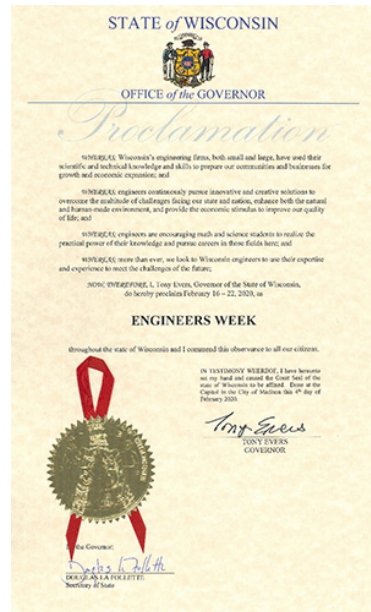 STATE of WISCONSIN
OFFICE of the GOVERNOR
Proclamation
WHEREAS; Wisconsin's engineering firms, both small and large, have used their
scientific and technical knowledge and skills to prepare our communities and businesses for
growth and economic expansion; and
WHEREAS; engineers continuously pursue innovative and creative solutions to
overcome the multitude of challenges facing our state and nation, enhance both the natural
and human-made environment, and provide the economic stimulus to improve our quality
of life; and
WHEREAS; engineers are encouraging math and science students to realize the
practical power of their knowledge and pursue careers in those fields here; and
WHEREAS; more than ever, we look to Wisconsin engineers to use their expertise
and experience to meet the challenges of the future;
NOW, THEREFORE, I, Tony Evers, Governor of the State of Wisconsin,
do hereby proclaim February 16 – 22, 2020, as
ENGINEERS WEEK
throughout the state of Wisconsin and I commend this observance to all our citizens.
IN TESTIMONY WHEREOF, I have hereunto
set my hand and caused the Great Seal of the
state of Wisconsin to be affixed. Done at the
Capitol in the City of Madison this 4th day of
February 2020.
Tony Evers
TONY EVERS
GOVERNOR
the Governor:
Douglas La Follette
DOUGLAS LA FOLLETTE
Secretary of State